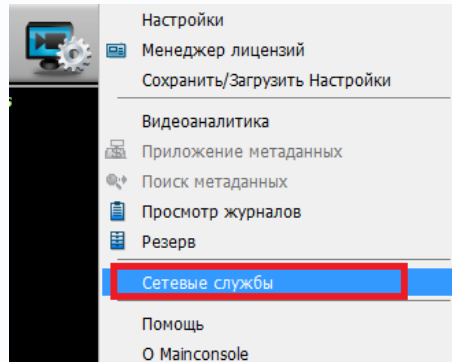 Настройки
Менеджер лицензий
Сохранить/Загрузить Настройки
Видеоаналитика
Приложение метаданных
Поиск метаданных
Просмотр журналов
Резерв
Сетевые службы
Помощь
О Mainconsole